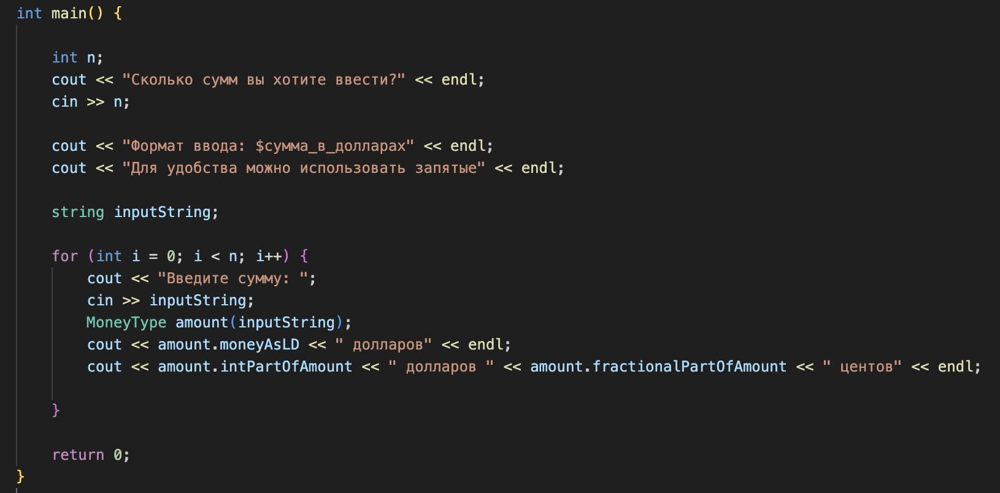 int main() {
int n;
cout << "Сколько сумм вы хотите ввести?" << endl;
cin >> n;
cout << "Формат ввода: $сумма_в_долларах" << endl;
cout << "Для удобства можно использовать запятые" << endl;
string inputString;
for (int i = 0; i < n; i++) {
cout << "Введите сумму: ";
cin >> inputString;
MoneyType amount(inputString);
cout << amount.moneyAsLD << " долларов" << endl;
cout << amount.intPartOfAmount << " долларов " << amount.fractionalPartOfAmount << " центов" << endl;
}
return 0;
}